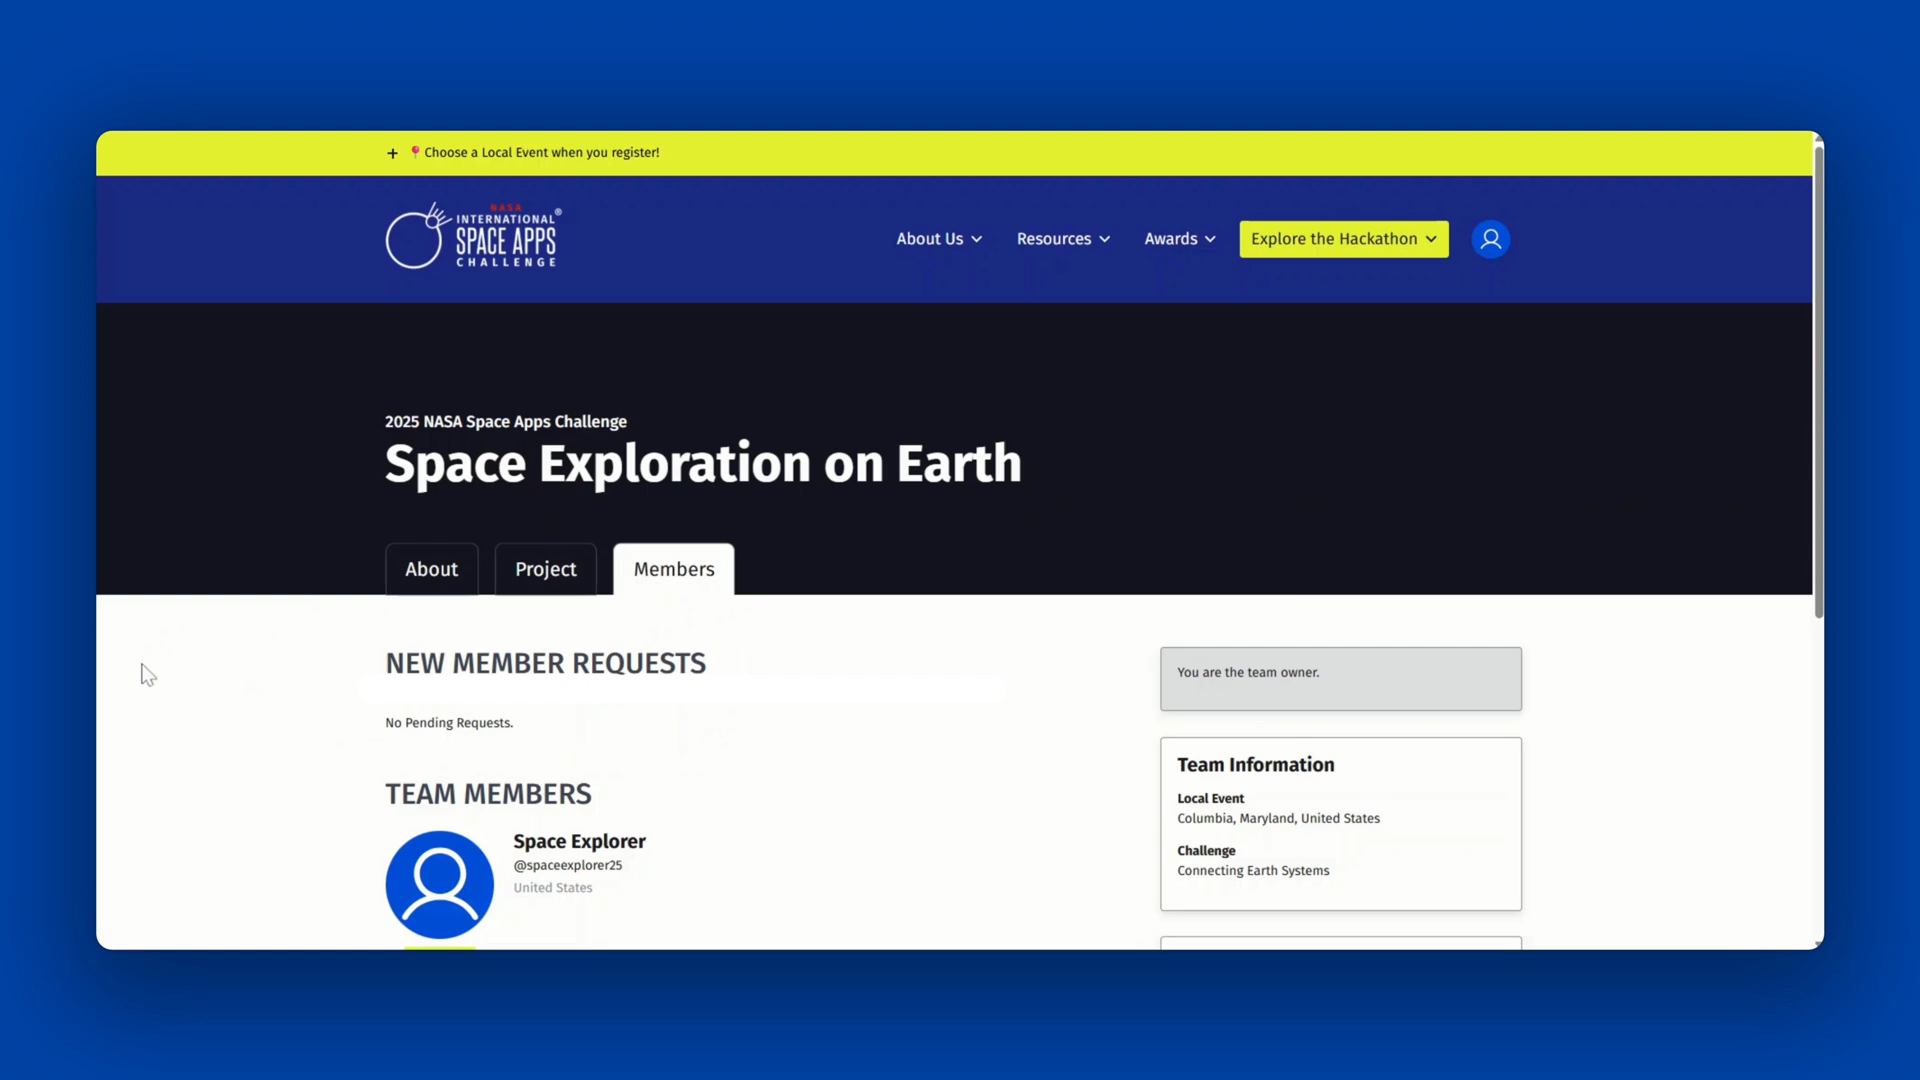 + Choose a Local Event when you register!
NASA
INTERNATIONAL®
SPACE APPS
CHALLENGE
About Us
Resources
Awards
Explore the Hackathon
2025 NASA Space Apps Challenge
Space Exploration on Earth
About
Project
Members
NEW MEMBER REQUESTS
No Pending Requests.
TEAM MEMBERS
Space Explorer
@spaceexplorer25
United States
You are the team owner.
Team Information
Local Event
Columbia, Maryland, United States
Challenge
Connecting Earth Systems